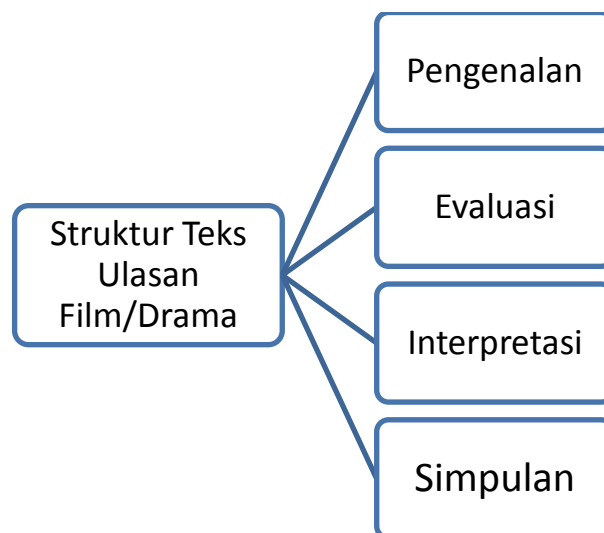 Struktur Teks
Ulasan
Film/Drama
Pengenalan
Evaluasi
Interpretasi
Simpulan